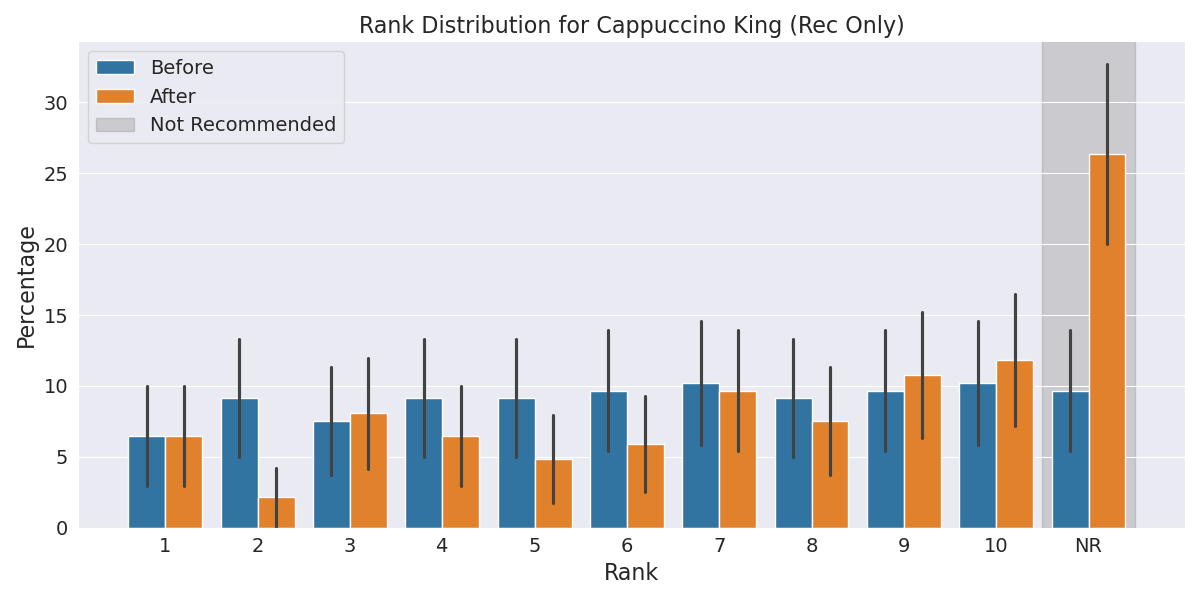 Rank Distribution for Cappuccino King (Rec Only)
Before
After
Not Recommended
Percentage
30
25
20
15
10
5
0
1 2 3 4 5 6 7 8 9 10 NR
Rank